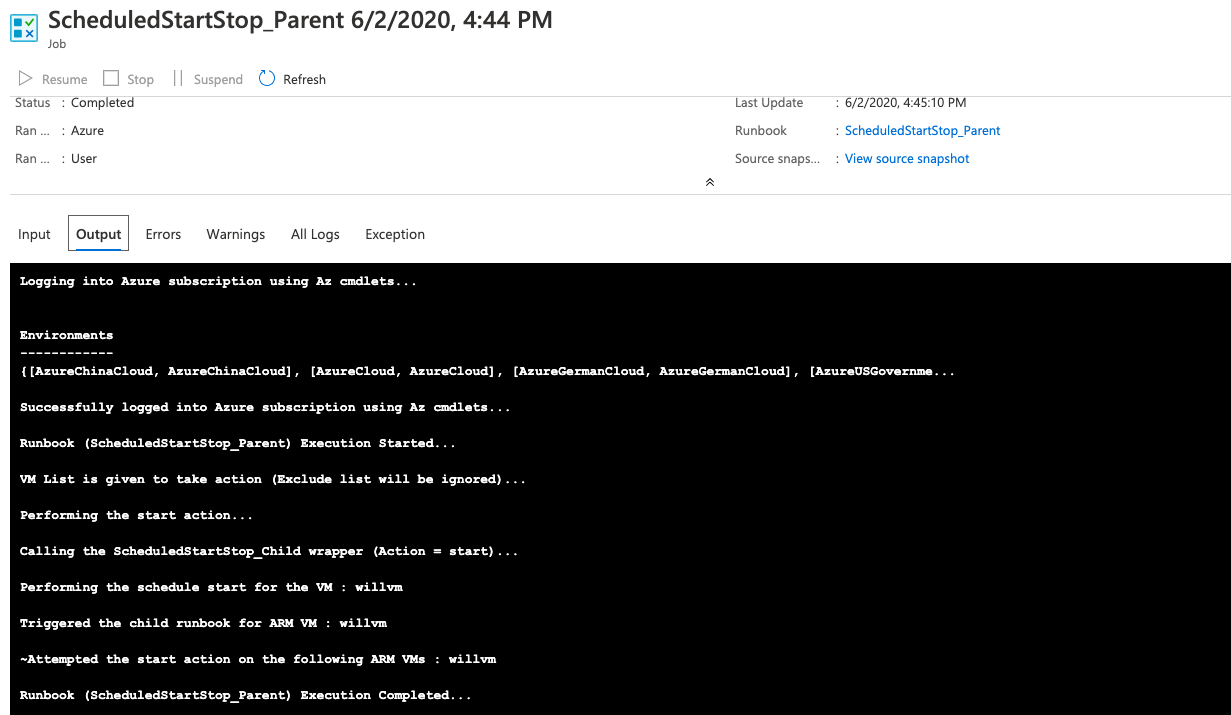 ScheduledStartStop_Parent 6/2/2020, 4:44 PM
Job
Resume Stop Suspend Refresh
Status : Completed
Last Update : 6/2/2020, 4:45:10 PM
Ran ... : Azure
Runbook : ScheduledStartStop_Parent
Ran ... : User
Source snaps... : View source snapshot
Input Output Errors Warnings All Logs Exception
Logging into Azure subscription using Az cmdlets...
Environments
------------
{[AzureChinaCloud, AzureChinaCloud], [AzureCloud, AzureCloud], [AzureGermanCloud, AzureGermanCloud], [AzureUSGovernme...
Successfully logged into Azure subscription using Az cmdlets...
Runbook (ScheduledStartStop_Parent) Execution Started...
VM List is given to take action (Exclude list will be ignored)...
Performing the start action...
Calling the ScheduledStartStop_Child wrapper (Action = start)...
Performing the schedule start for the VM : willvm
Triggered the child runbook for ARM VM : willvm
~Attempted the start action on the following ARM VMs : willvm
Runbook (ScheduledStartStop_Parent) Execution Completed...